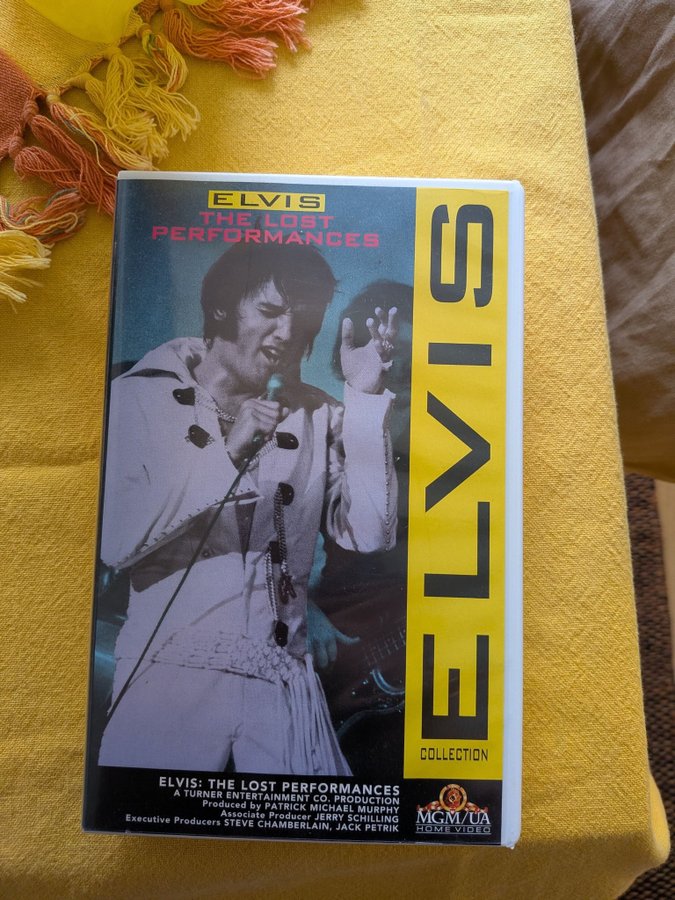 ELVIS
THE LOST
PERFORMANCES
ELVIS
COLLECTION
ELVIS: THE LOST PERFORMANCES
A TURNER ENTERTAINMENT CO. PRODUCTION
Produced by PATRICK MICHAEL MURPHY
Associate Producer JERRY SCHILLING
Executive Producers STEVE CHAMBERLAIN, JACK PETRIK
MGM/UA
HOME VIDEO